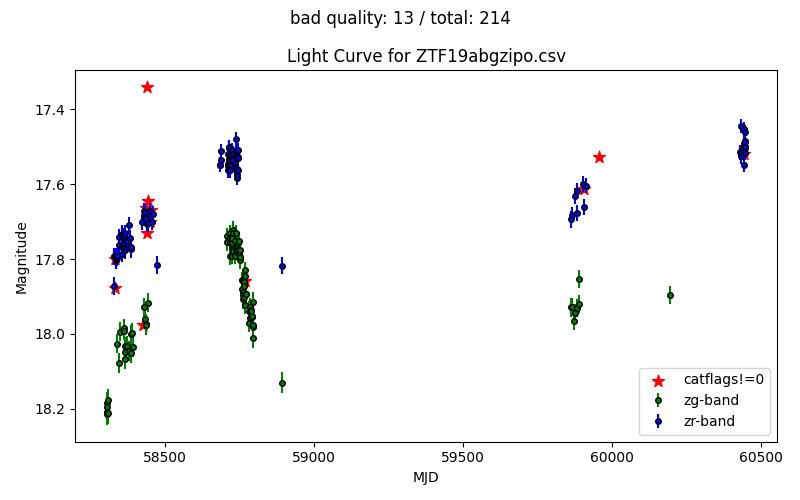 bad quality: 13 / total: 214
Light Curve for ZTF19abgzipo.csv
17.4
17.6
17.8
18.0
18.2
Magnitude
58500
59000
59500
60000
60500
MJD
catflags!=0
zg-band
zr-band